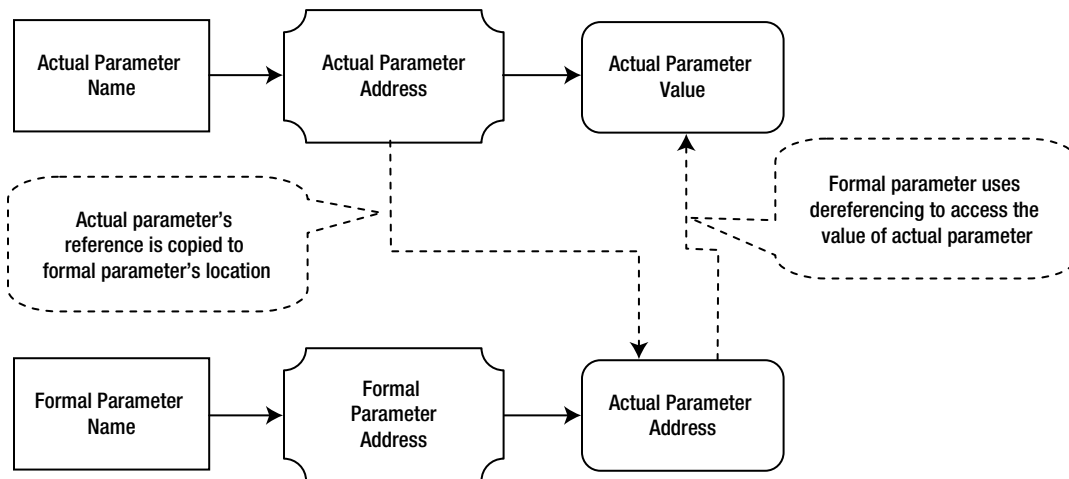 Actual Parameter
Name
Actual Parameter
Address
Actual Parameter
Value
Actual parameter’s
reference is copied to
formal parameter’s location
Formal parameter uses
dereferencing to access the
value of actual parameter
Formal Parameter
Name
Formal
Parameter
Address
Actual Parameter
Address